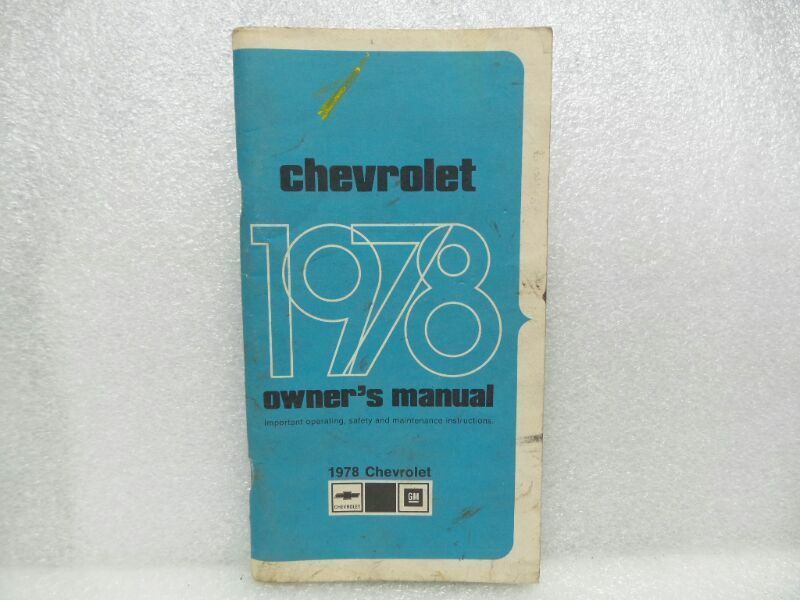 chevrolet
1978
owner's manual
Important operating, safety and maintenance instructions.
1978 Chevrolet
CHEVROLET GM